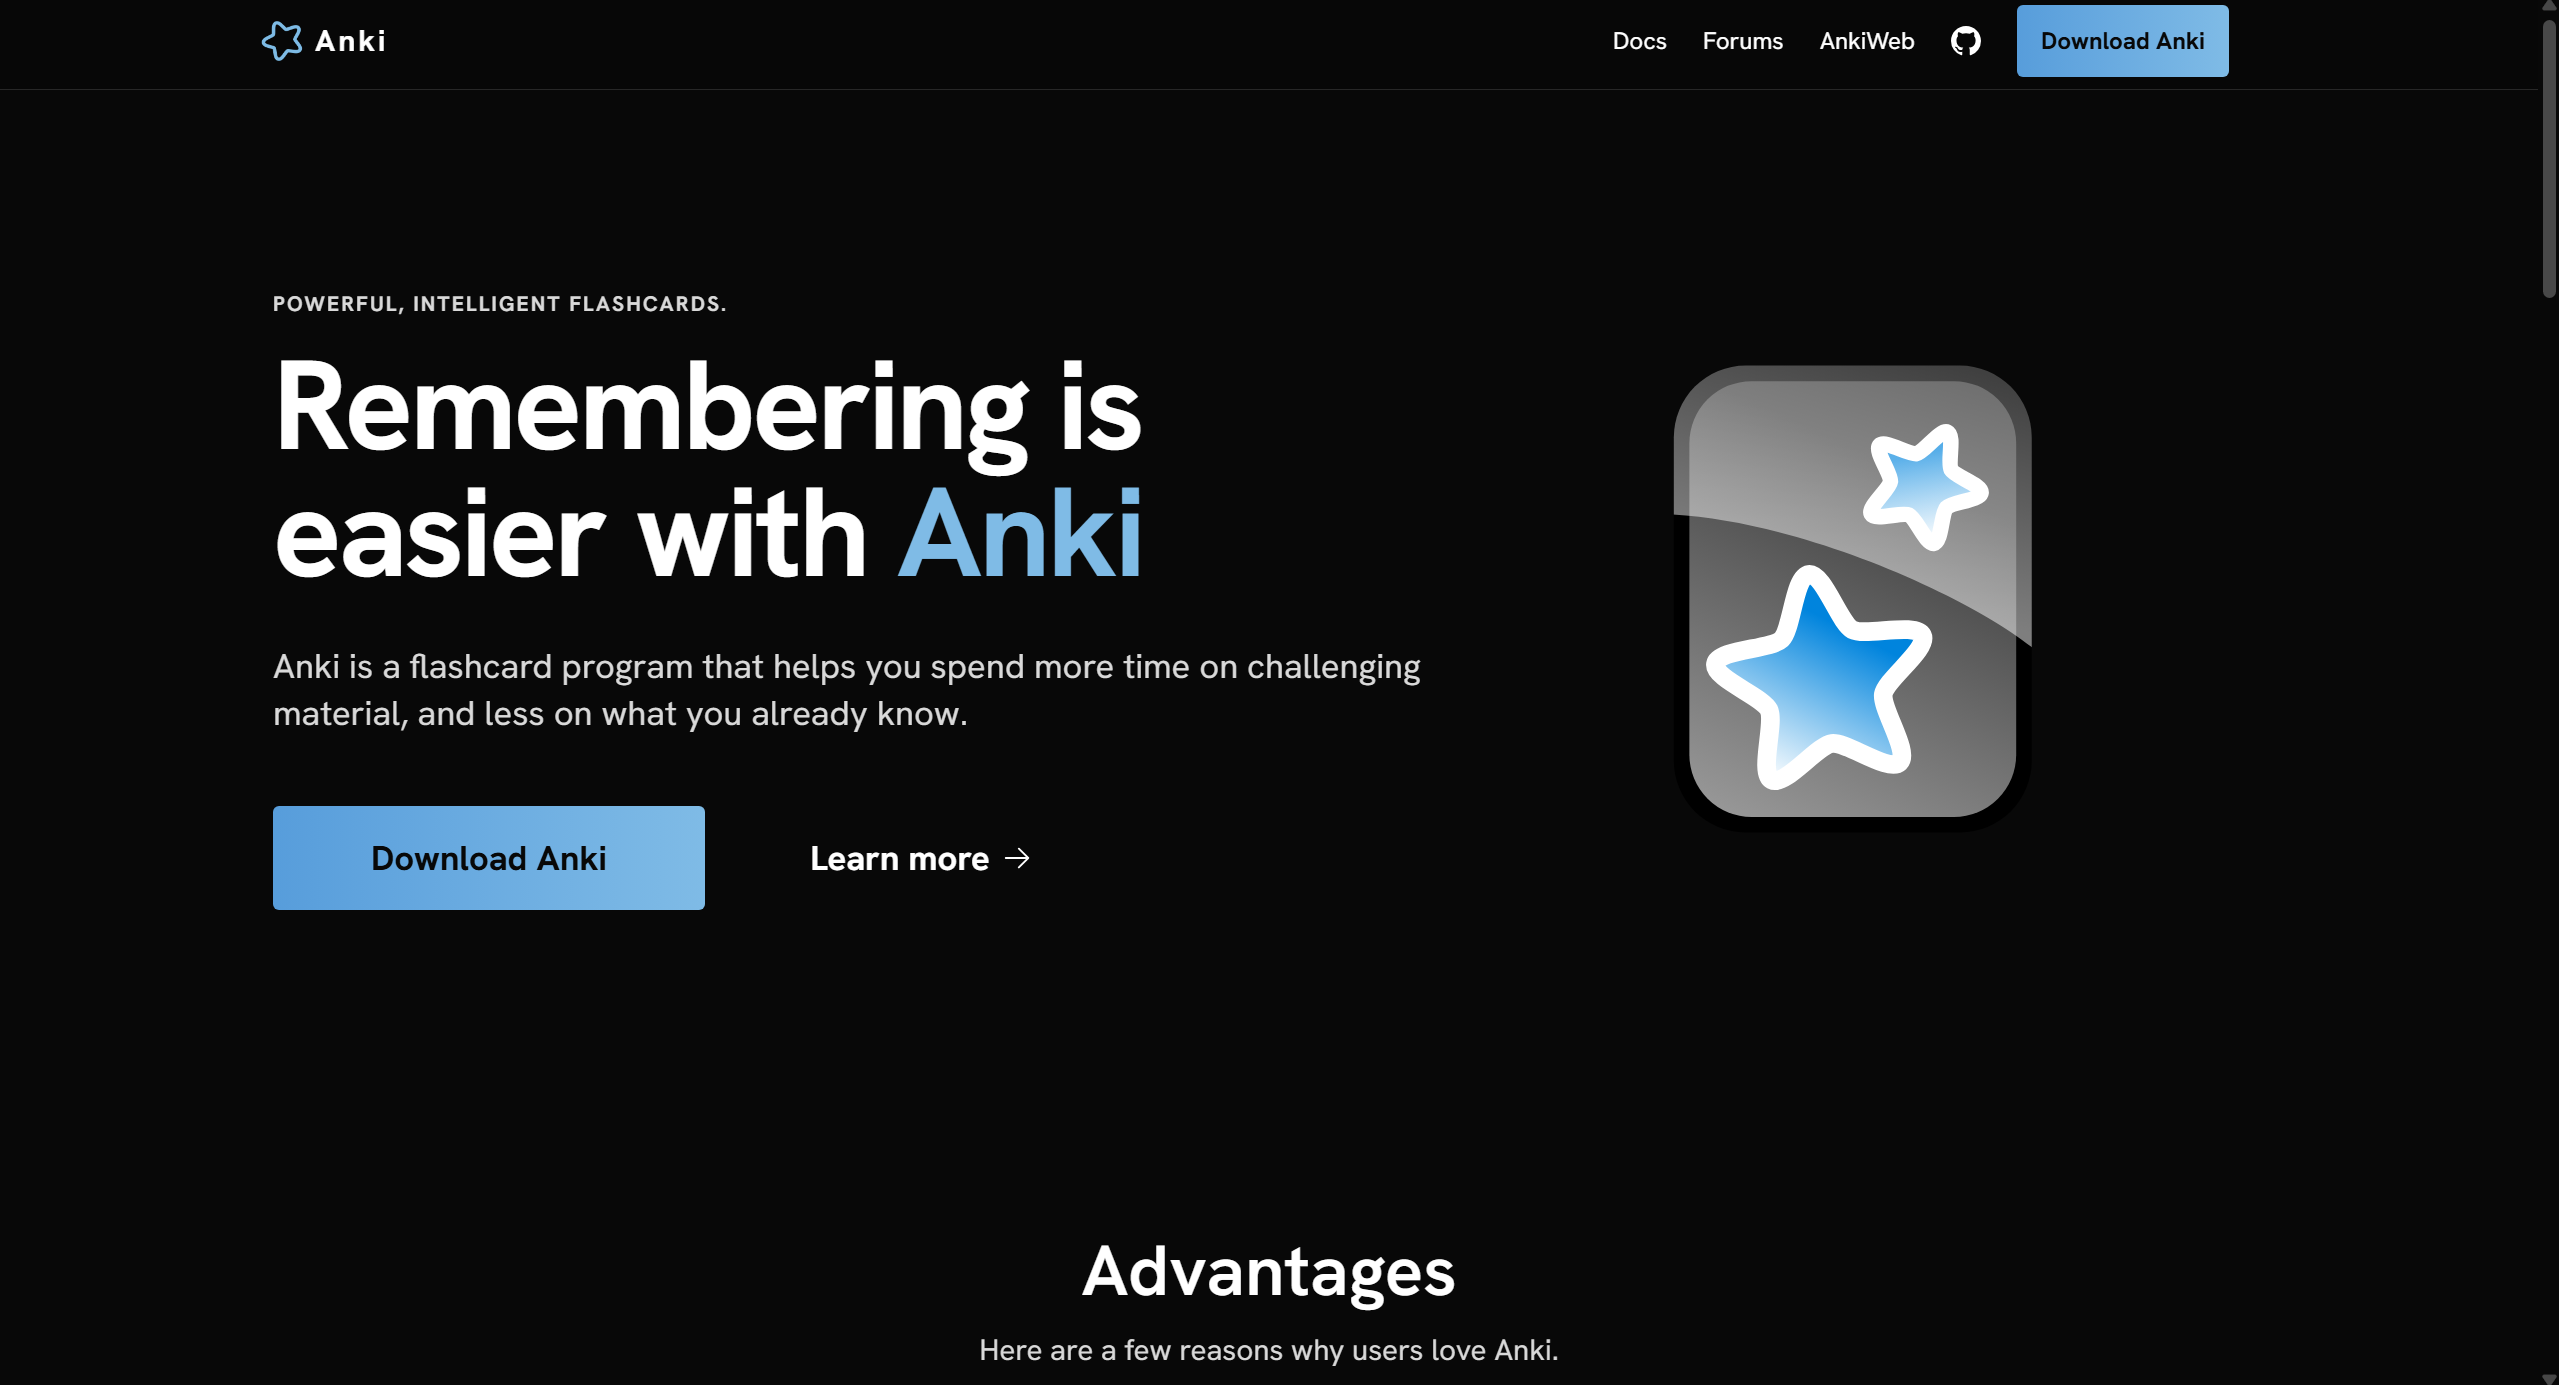 Anki
Docs
Forums
AnkiWeb
Download Anki
POWERFUL, INTELLIGENT FLASHCARDS.
Remembering is
easier with Anki
Anki is a flashcard program that helps you spend more time on challenging
material, and less on what you already know.
Download Anki
Learn more →
Advantages
Here are a few reasons why users love Anki.